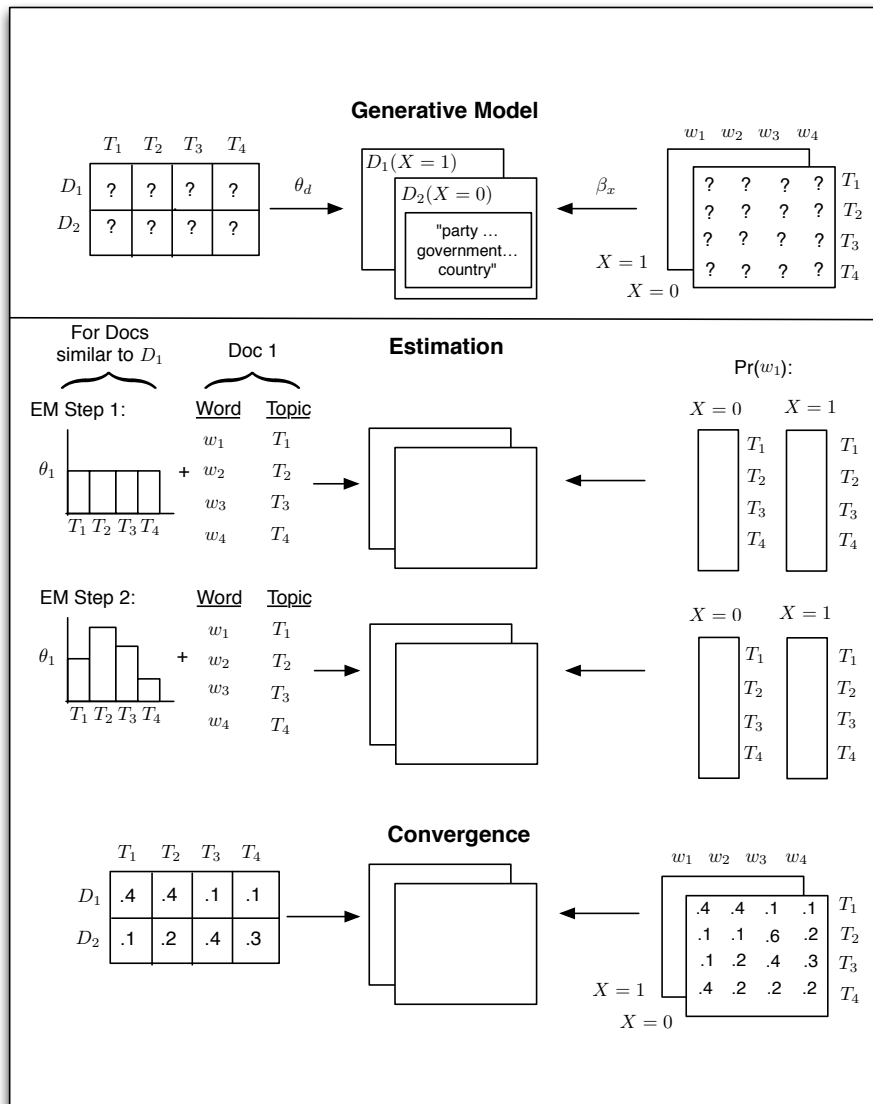 Generative Model
T₁ T₂ T₃ T₄
D₁ ? ? ? ?
D₂ ? ? ? ?
θd
D₁(X = 1)
D₂(X = 0)
"party ...
government...
country"
βx
w₁ w₂ w₃ w₄
? ? ? ? T₁
? ? ? ? T₂
? ? ? ? T₃
? ? ? ? T₄
X = 1
X = 0
Estimation
For Docs
similar to D₁
Doc 1
Pr(w₁):
EM Step 1:
θ₁
T₁ T₂ T₃ T₄
+
Word Topic
w₁ T₁
w₂ T₂
w₃ T₃
w₄ T₄
X = 0 X = 1
T₁ T₁
T₂ T₂
T₃ T₃
T₄ T₄
EM Step 2:
θ₁
T₁ T₂ T₃ T₄
+
Word Topic
w₁ T₁
w₂ T₂
w₃ T₃
w₄ T₄
X = 0 X = 1
T₁ T₁
T₂ T₂
T₃ T₃
T₄ T₄
Convergence
T₁ T₂ T₃ T₄
D₁ .4 .4 .1 .1
D₂ .1 .2 .4 .3
w₁ w₂ w₃ w₄
.4 .4 .1 .1 T₁
.1 .1 .6 .2 T₂
.1 .2 .4 .3 T₃
.4 .2 .2 .2 T₄
X = 1
X = 0